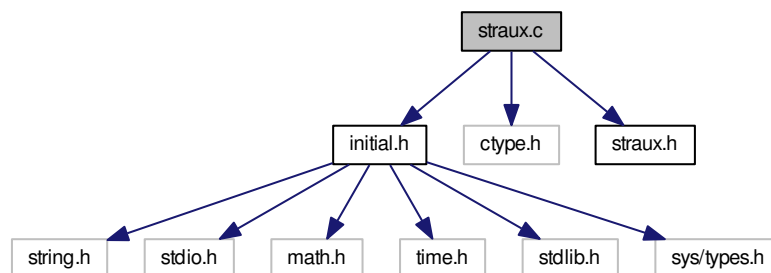 straux.c
initial.h
ctype.h
straux.h
string.h
stdio.h
math.h
time.h
stdlib.h
sys/types.h